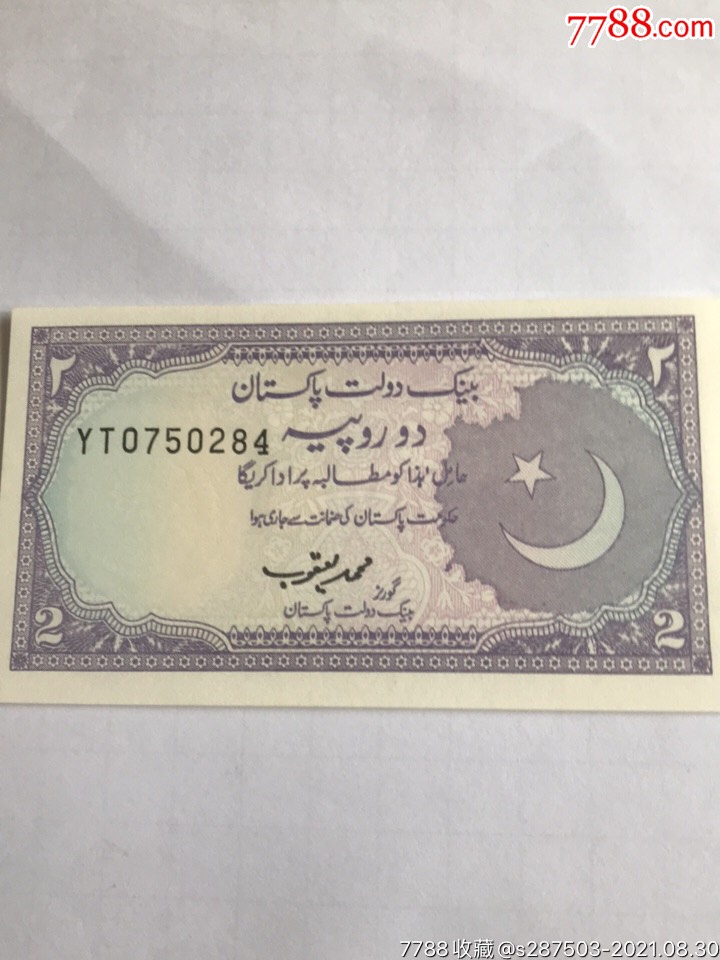 7788.com
۲ ۲
بینک دولت پاکستان
YT0750284 دو روپیہ
حامل ہٰذا کو مطالبہ پر ادا کریگا
حکومت پاکستان کی ضمانت سے جاری ہوا
محمد یعقوب
گورنر
بینک دولت پاکستان
2 2
7788收藏@s287503-2021.08.30